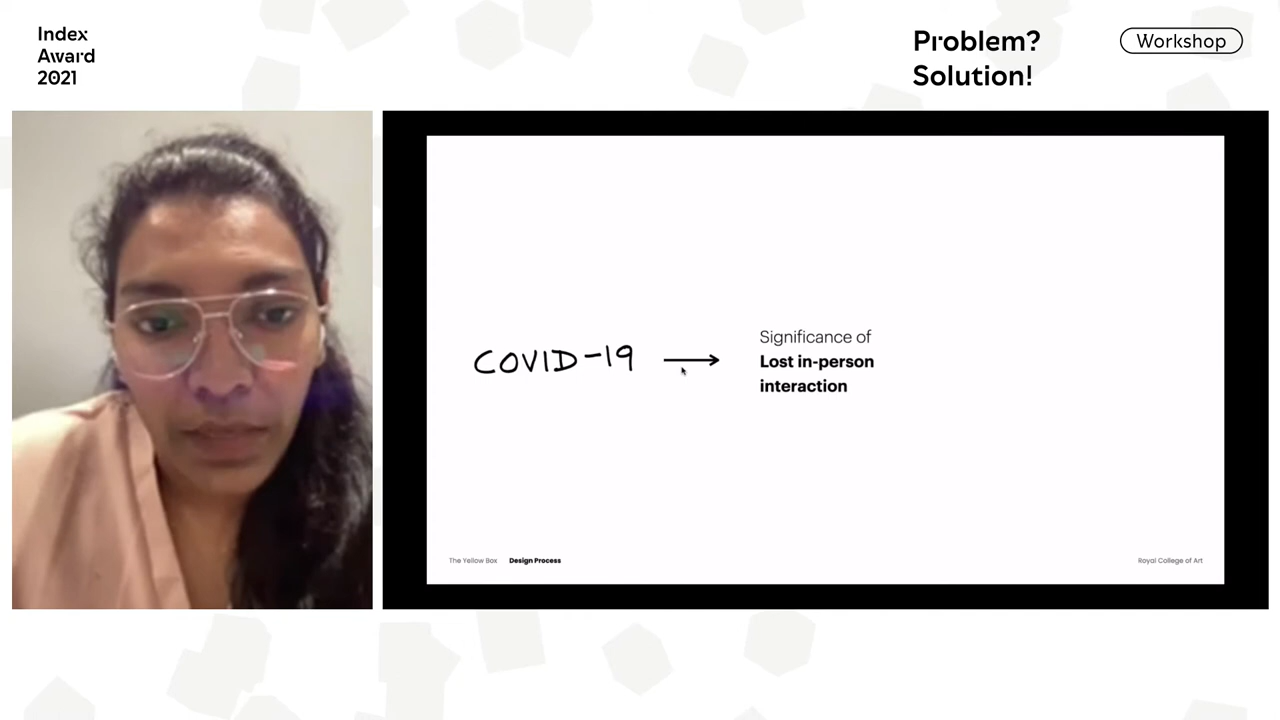 Index
Award
2021
Problem?
Solution!
Workshop
COVID-19
Significance of
Lost in-person
interaction
The Yellow Box Design Process
Royal College of Art